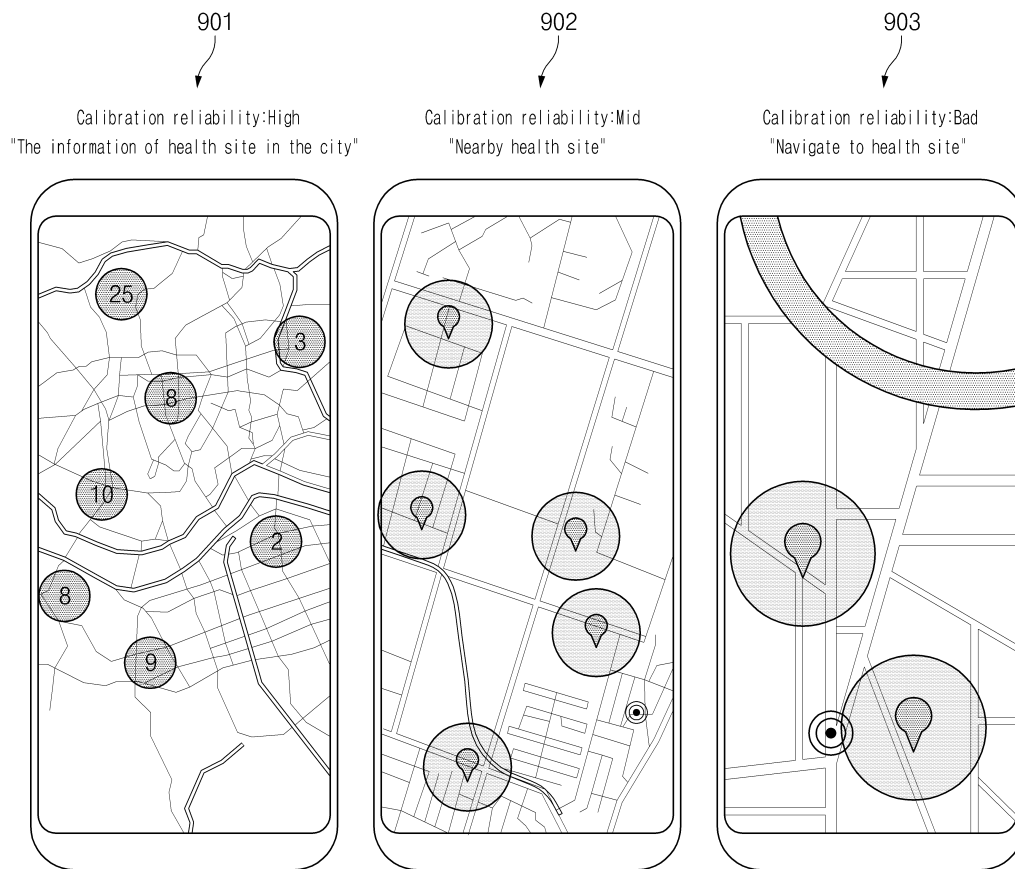 901
902
903
Calibration reliability:High
"The information of health site in the city"
Calibration reliability:Mid
"Nearby health site"
Calibration reliability:Bad
"Navigate to health site"
25
3
8
10
2
8
9